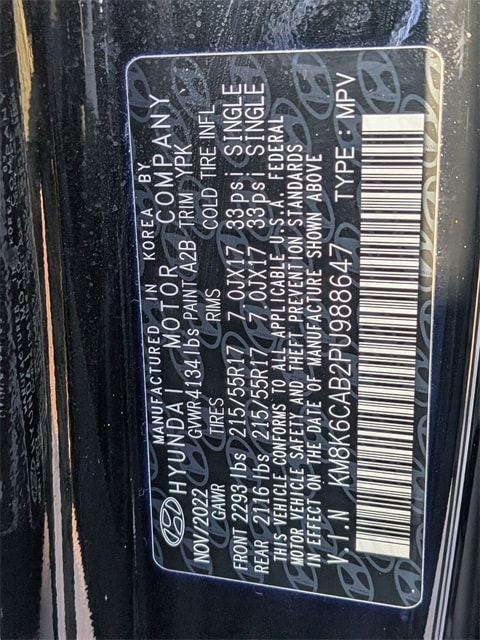 MANUFACTURED IN KOREA BY
HYUNDAI MOTOR COMPANY
NOV/2022 GVWR 4134lbs PAINT A2B TRIM YPK
GAWR TIRES RMS COLD TIRE INFL
FRONT 2293 lbs 215/55R17 7.0JX17 33psi SINGLE
REAR 2116 lbs 215/55R17 7.0JX17 33psi SINGLE
THIS VEHICLE CONFORMS TO ALL APPLICABLE U.S.A. FEDERAL
MOTOR VEHICLE, SAFETY AND THEFT PREVENTION STANDARDS
IN EFFECT ON THE DATE OF MANUFACTURE SHOWN ABOVE
V.I.N KM8K6CAB2PU988647 TYPE : MPV